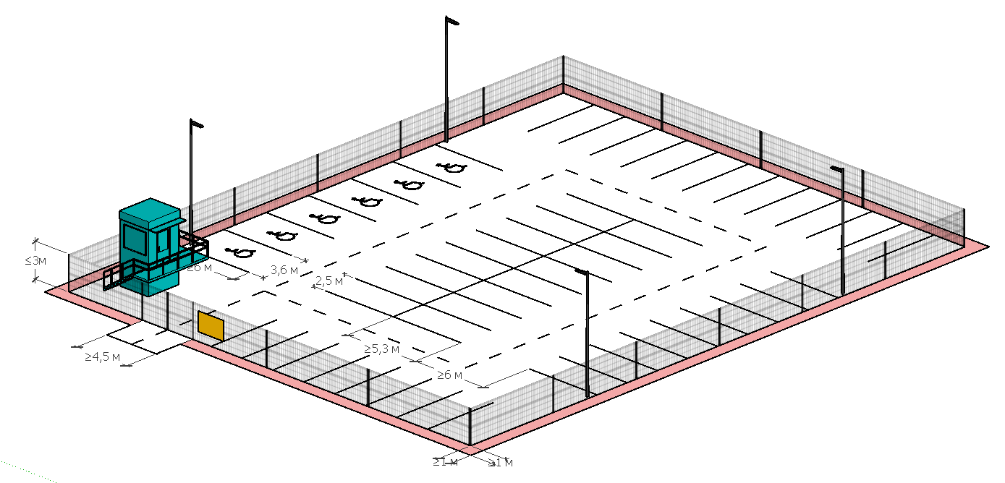 ≤3м
≥6 м
3,6 м
2,5 м
≥4,5 м
≥5,3 м
≥6 м
≥1 м
≥1 м